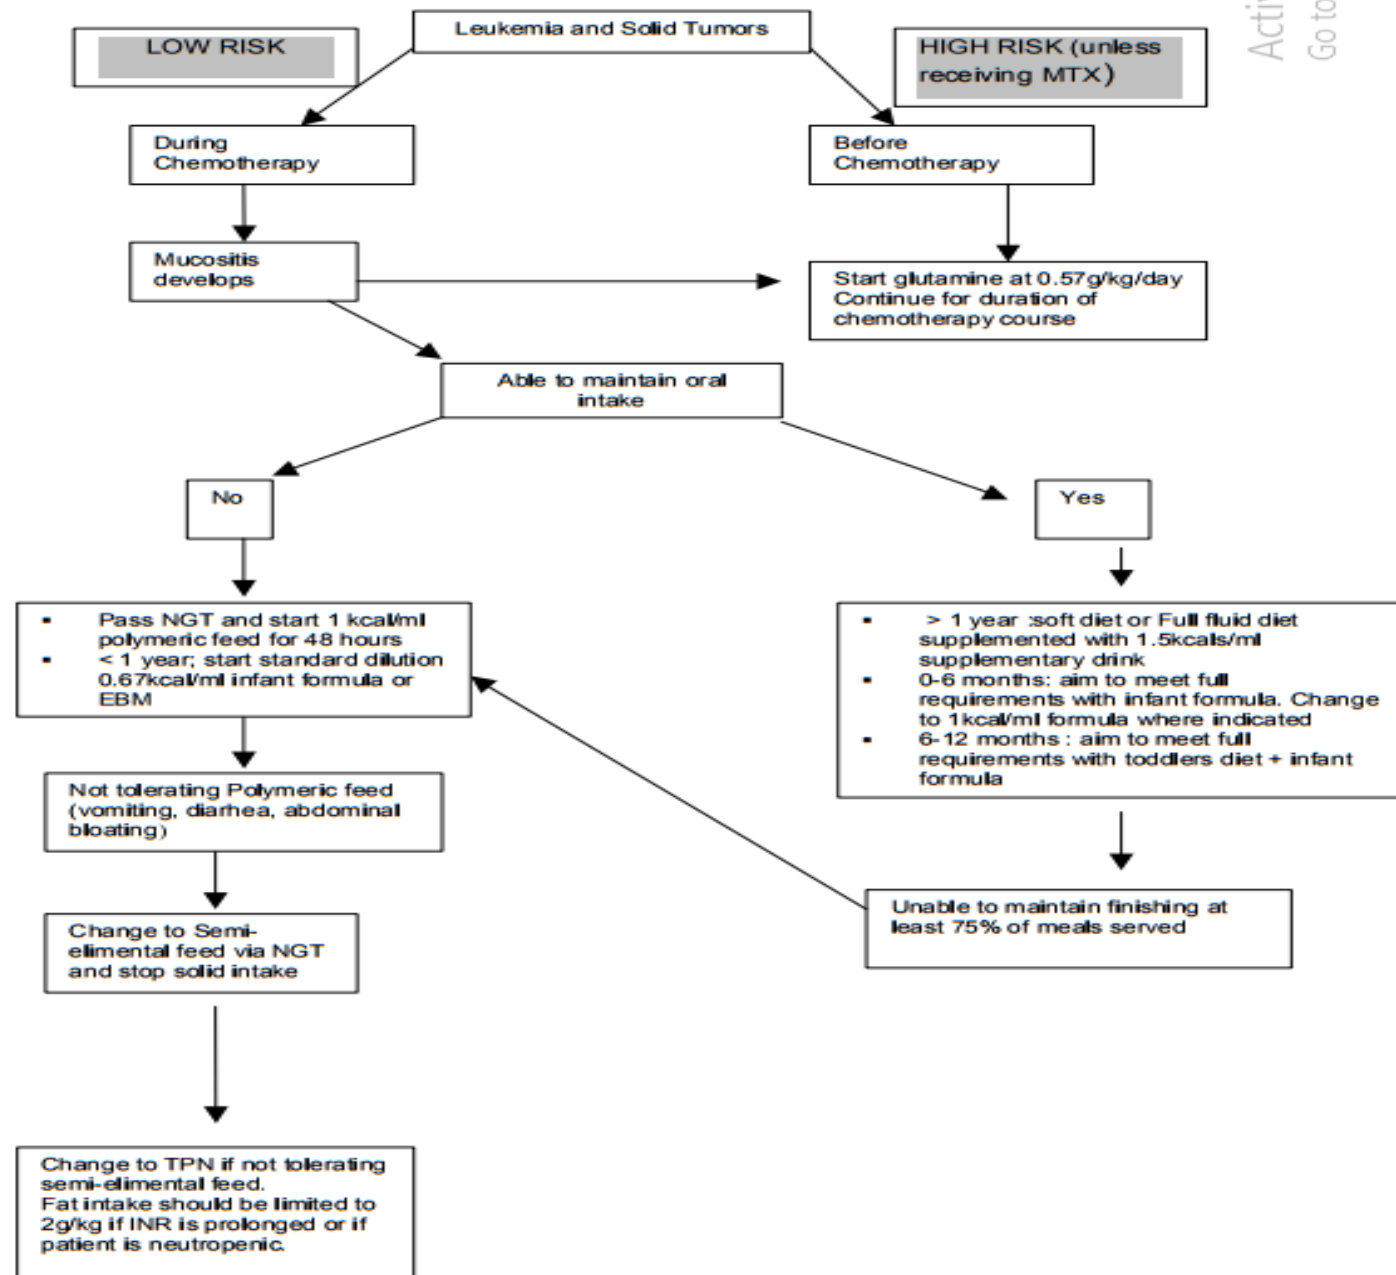 Leukemia and Solid Tumors
LOW RISK
HIGH RISK (unless
receiving MTX)
During
Chemotherapy
Before
Chemotherapy
Mucositis
develops
Start glutamine at 0.57g/kg/day
Continue for duration of
chemotherapy course
Able to maintain oral
intake
No
Yes
▪ Pass NGT and start 1 kcal/ml
polymeric feed for 48 hours
▪ < 1 year; start standard dilution
0.67kcal/ml infant formula or
EBM
▪ > 1 year :soft diet or Full fluid diet
supplemented with 1.5kcals/ml
supplementary drink
▪ 0-6 months: aim to meet full
requirements with infant formula. Change
to 1kcal/ml formula where indicated
▪ 6-12 months : aim to meet full
requirements with toddlers diet + infant
formula
Not tolerating Polymeric feed
(vomiting, diarrhea, abdominal
bloating)
Unable to maintain finishing at
least 75% of meals served
Change to Semi-
elimental feed via NGT
and stop solid intake
Change to TPN if not tolerating
semi-elimental feed.
Fat intake should be limited to
2g/kg if INR is prolonged or if
patient is neutropenic.
Go to